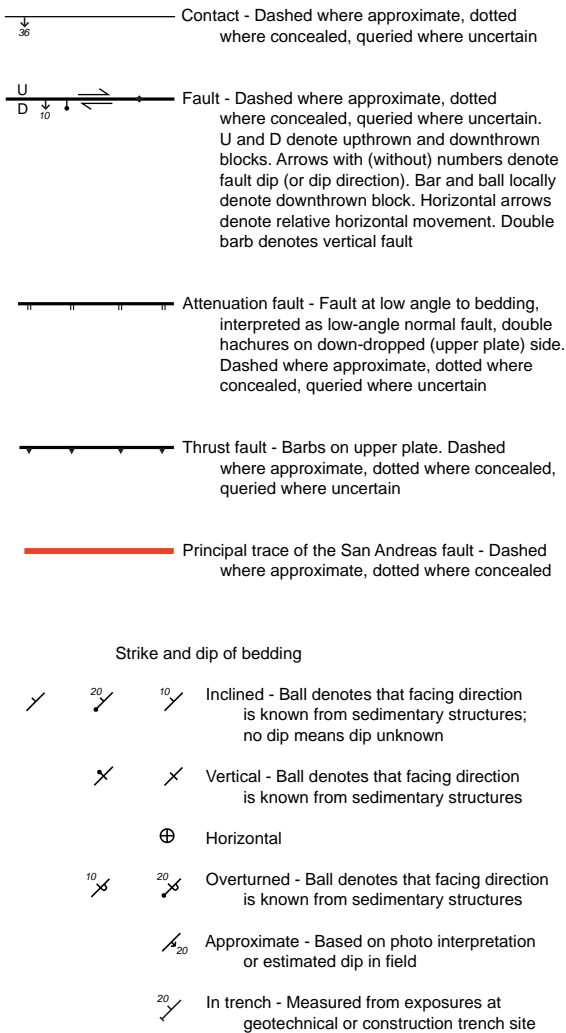 Contact - Dashed where approximate, dotted
36
where concealed, queried where uncertain
U
Fault - Dashed where approximate, dotted
D
10
where concealed, queried where uncertain.
U and D denote upthrown and downthrown
blocks. Arrows with (without) numbers denote
fault dip (or dip direction). Bar and ball locally
denote downthrown block. Horizontal arrows
denote relative horizontal movement. Double
barb denotes vertical fault
Attenuation fault - Fault at low angle to bedding,
interpreted as low-angle normal fault, double
hachures on down-dropped (upper plate) side.
Dashed where approximate, dotted where
concealed, queried where uncertain
Thrust fault - Barbs on upper plate. Dashed
where approximate, dotted where concealed,
queried where uncertain
Principal trace of the San Andreas fault - Dashed
where approximate, dotted where concealed
Strike and dip of bedding
20 10 Inclined - Ball denotes that facing direction
is known from sedimentary structures;
no dip means dip unknown
Vertical - Ball denotes that facing direction
is known from sedimentary structures
Horizontal
10 20 Overturned - Ball denotes that facing direction
is known from sedimentary structures
Approximate - Based on photo interpretation
20
or estimated dip in field
20 In trench - Measured from exposures at
geotechnical or construction trench site